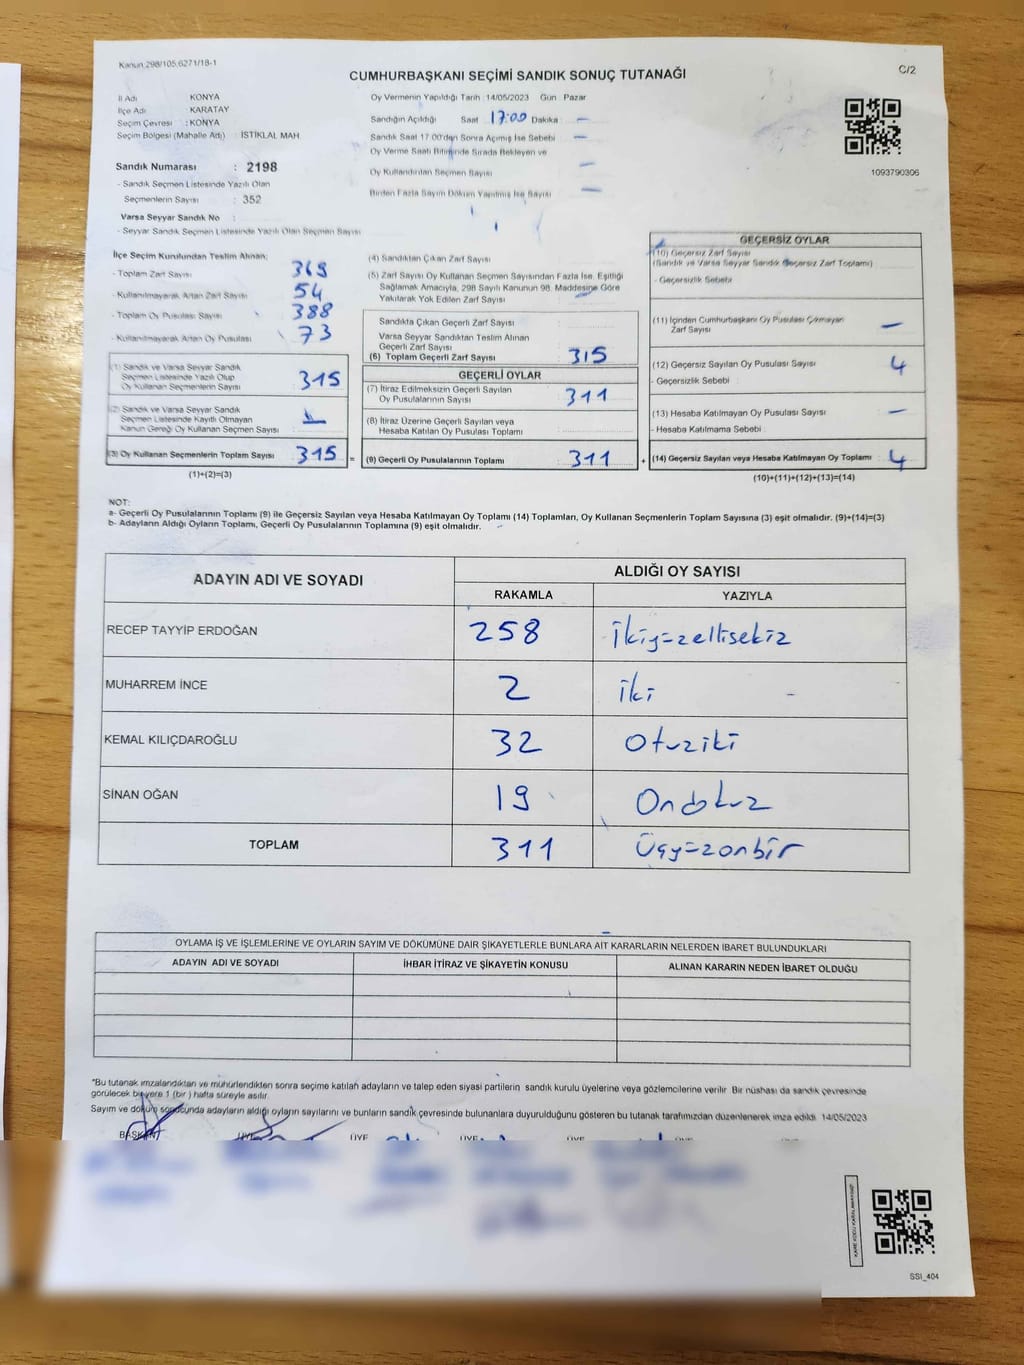 Kanun 298/105,6271/18-1
CUMHURBAŞKANI SEÇİMİ SANDIK SONUÇ TUTANAĞI
C/2
İl Adı KONYA
İlçe Adı KARATAY
Seçim Çevresi : KONYA
Seçim Bölgesi (Mahalle Adı) : İSTİKLAL MAH.
Sandık Numarası : 2198
- Sandık Seçmen Listesinde Yazılı Olan
Seçmenlerin Sayısı : 352
Varsa Seyyar Sandık No :
- Seyyar Sandık Seçmen Listesinde Yazılı Olan Seçmen Sayısı
Oy Vermenin Yapıldığı Tarih 14/05/2023 Gün Pazar
Sandığın Açıldığı Saat 17:00 Dakika : –
Sandık Saat 17.00'den Sonra Açılmış İse Sebebi –
Oy Verme Saati Bitiminde Sırada Bekleyen ve
Oy Kullandırılan Seçmen Sayısı –
Birden Fazla Sayım Döküm Yapılmış İse Sayısı –
1093790306
İlçe Seçim Kurulundan Teslim Alınan;
- Toplam Zarf Sayısı 369
- Kullanılmayarak Artan Zarf Sayısı 54
- Toplam Oy Pusulası Sayısı 388
- Kullanılmayarak Artan Oy Pusulası 73
(1) Sandık ve Varsa Seyyar Sandık
Seçmen Listesinde Yazılı Olup
Oy Kullanan Seçmenlerin Sayısı 315
(2) Sandık ve Varsa Seyyar Sandık
Seçmen Listesinde Kayıtlı Olmayan
Kanun Gereği Oy Kullanan Seçmen Sayısı
(3) Oy Kullanan Seçmenlerin Toplam Sayısı 315 =
(1)+(2)=(3)
(4) Sandıktan Çıkan Zarf Sayısı
(5) Zarf Sayısı Oy Kullanan Seçmen Sayısından Fazla İse, Eşitliği
Sağlamak Amacıyla, 298 Sayılı Kanunun 98. Maddesine Göre
Yakılarak Yok Edilen Zarf Sayısı –
Sandıkta Çıkan Geçerli Zarf Sayısı
Varsa Seyyar Sandıktan Teslim Alınan
Geçerli Zarf Sayısı
(6) Toplam Geçerli Zarf Sayısı 315
GEÇERLİ OYLAR
(7) İtiraz Edilmeksizin Geçerli Sayılan
Oy Pusulalarının Sayısı 311
(8) İtiraz Üzerine Geçerli Sayılan veya
Hesaba Katılan Oy Pusulası Toplamı
(9) Geçerli Oy Pusulalarının Toplamı 311 +
GEÇERSİZ OYLAR
(10) Geçersiz Zarf Sayısı
(Sandık ve Varsa Seyyar Sandık Geçersiz Zarf Toplamı)
- Geçersizlik Sebebi
(11) İçinden Cumhurbaşkanı Oy Pusulası Çıkmayan
Zarf Sayısı –
(12) Geçersiz Sayılan Oy Pusulası Sayısı 4
- Geçersizlik Sebebi :
(13) Hesaba Katılmayan Oy Pusulası Sayısı –
- Hesaba Katılmama Sebebi :
(14) Geçersiz Sayılan veya Hesaba Katılmayan Oy Toplamı : 4
(10)+(11)+(12)+(13)=(14)
NOT:
a- Geçerli Oy Pusulalarının Toplamı (9) ile Geçersiz Sayılan veya Hesaba Katılmayan Oy Toplamı (14) Toplamları, Oy Kullanan Seçmenlerin Toplam Sayısına (3) eşit olmalıdır. (9)+(14)=(3)
b- Adayların Aldığı Oyların Toplamı, Geçerli Oy Pusulalarının Toplamına (9) eşit olmalıdır.
ADAYIN ADI VE SOYADI
ALDIĞI OY SAYISI
RAKAMLA YAZIYLA
RECEP TAYYİP ERDOĞAN 258 İkiyüzellisekiz
MUHARREM İNCE 2 iki
KEMAL KILIÇDAROĞLU 32 Otuziki
SİNAN OĞAN 19 Ondokuz
TOPLAM 311 Üçyüzonbir
OYLAMA İŞ VE İŞLEMLERİNE VE OYLARIN SAYIM VE DÖKÜMÜNE DAİR ŞİKAYETLERLE BUNLARA AİT KARARLARIN NELERDEN İBARET BULUNDUKLARI
ADAYIN ADI VE SOYADI İHBAR İTİRAZ VE ŞİKAYETİN KONUSU ALINAN KARARIN NEDEN İBARET OLDUĞU
*Bu tutanak imzalandıktan ve mühürlendikten sonra seçime katılan adayların ve talep eden siyasi partilerin sandık kurulu üyelerine veya gözlemcilerine verilir. Bir nüshası da sandık çevresinde
görülecek bir yere 1 (bir) hafta süreyle asılır.
Sayım ve döküm sonucunda adayların aldığı oyların sayılarını ve bunların sandık çevresinde bulunanlara duyurulduğunu gösteren bu tutanak tarafımızdan düzenlenerek imza edildi. 14/05/2023
BAŞKAN ÜYE ÜYE ÜYE ÜYE ÜYE
SSI_404